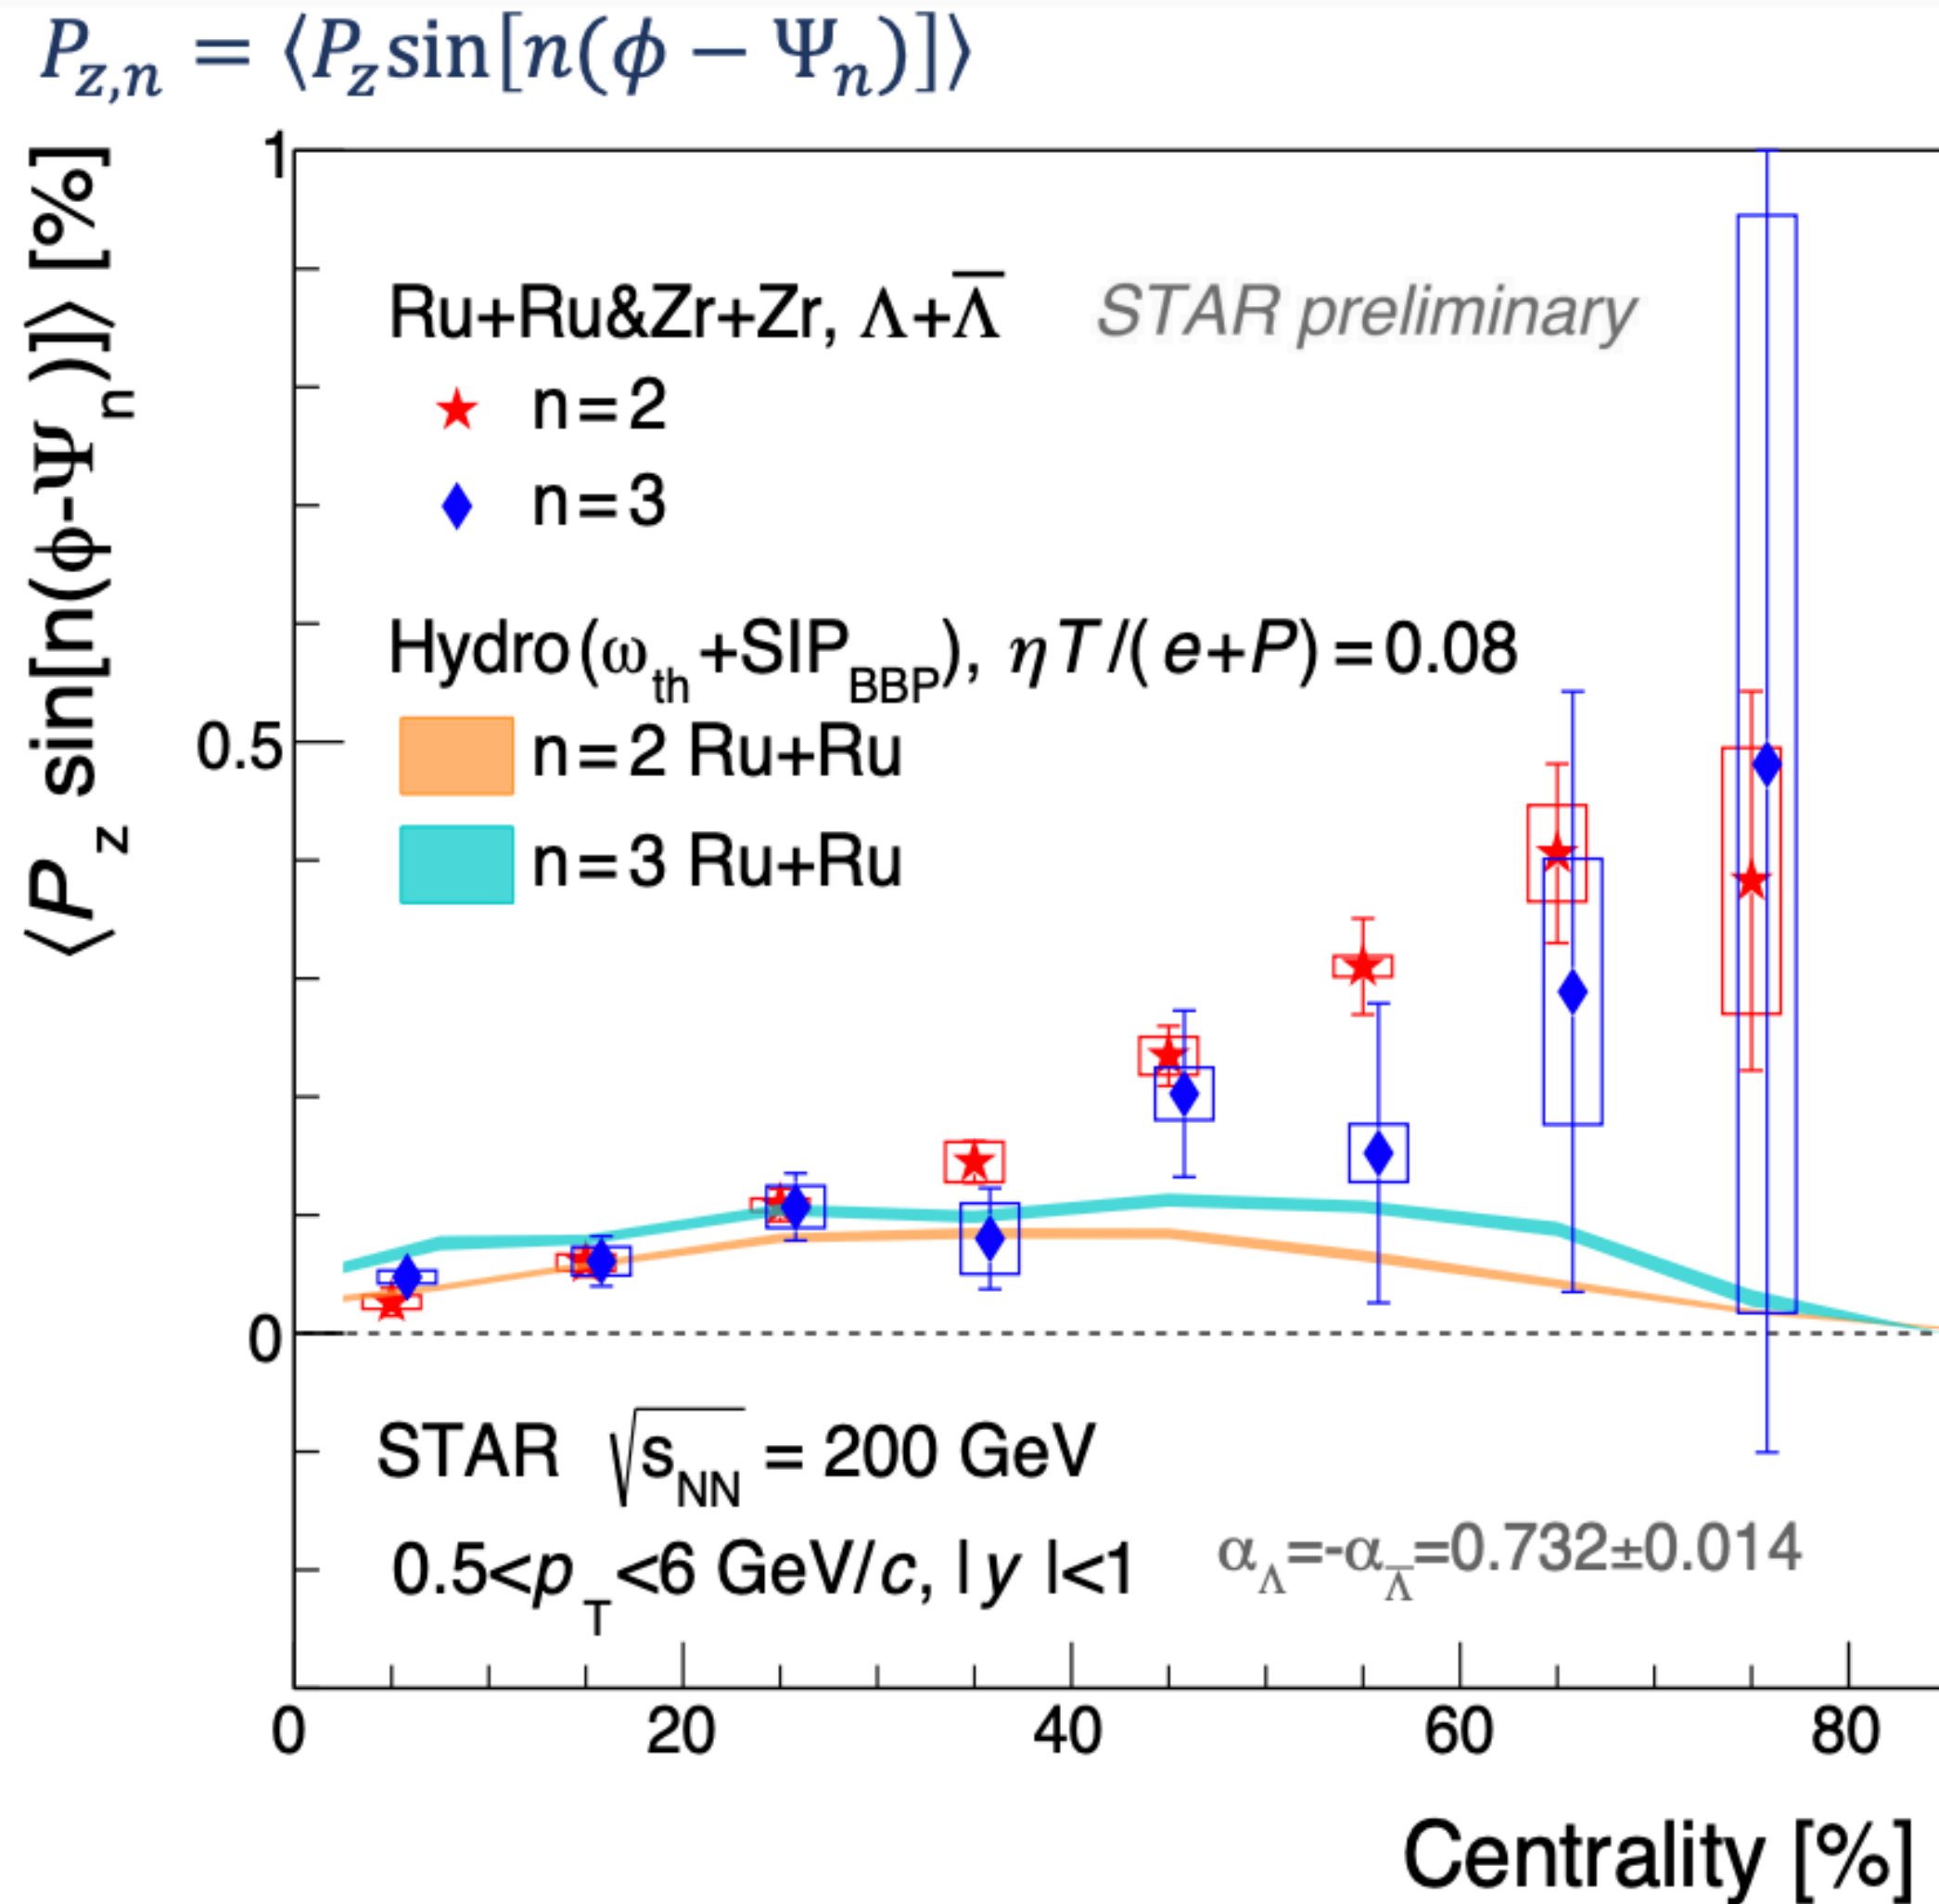 P_{z,n} = ⟨P_z sin[n(ϕ − Ψ_n)]⟩
⟨P_z sin[n(ϕ-Ψ_n)]⟩ [%]
1
Ru+Ru&Zr+Zr, Λ+Λ̅
STAR preliminary
n=2
n=3
Hydro(ω_th+SIP_BBP), ηT/(e+P)=0.08
0.5
n=2 Ru+Ru
n=3 Ru+Ru
0
STAR √s_NN = 200 GeV
0.5<p_T<6 GeV/c, |y|<1
α_Λ=-α_Λ̅=0.732±0.014
0 20 40 60 80
Centrality [%]